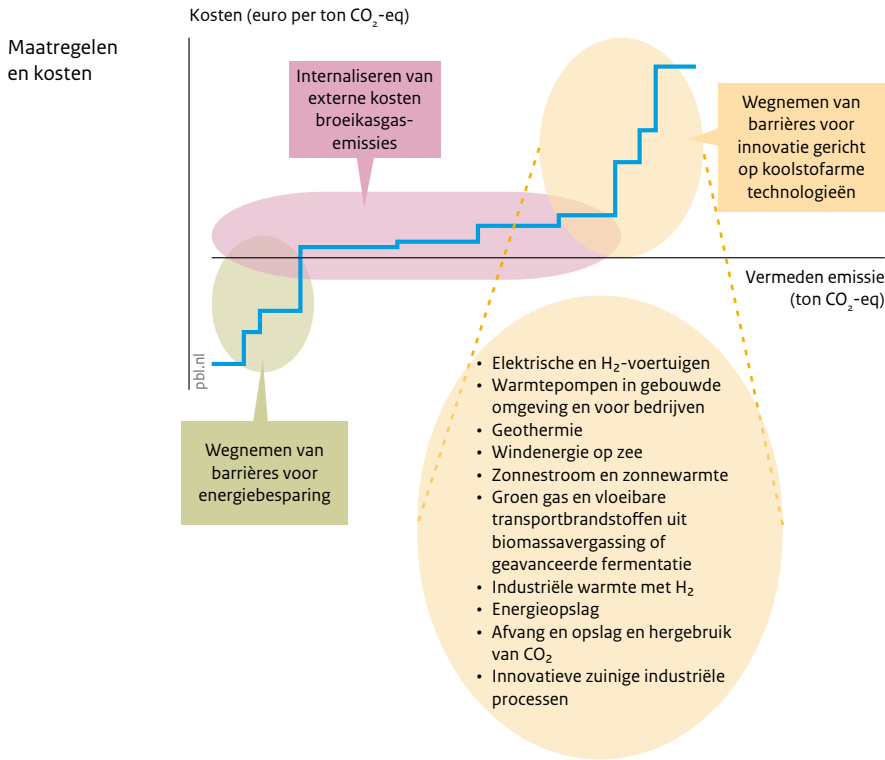 Kosten (euro per ton CO₂-eq)
Maatregelen
en kosten
Internaliseren van
externe kosten
broeikasgas-
emissies
Wegnemen van
barrières voor
innovatie gericht
op koolstofarme
technologieën
Vermeden emissie
(ton CO₂-eq)
pbl.nl
Wegnemen van
barrières voor
energiebesparing
• Elektrische en H₂-voertuigen
• Warmtepompen in gebouwde
omgeving en voor bedrijven
• Geothermie
• Windenergie op zee
• Zonnestroom en zonnewarmte
• Groen gas en vloeibare
transportbrandstoffen uit
biomassavergassing of
geavanceerde fermentatie
• Industriële warmte met H₂
• Energieopslag
• Afvang en opslag en hergebruik
van CO₂
• Innovatieve zuinige industriële
processen